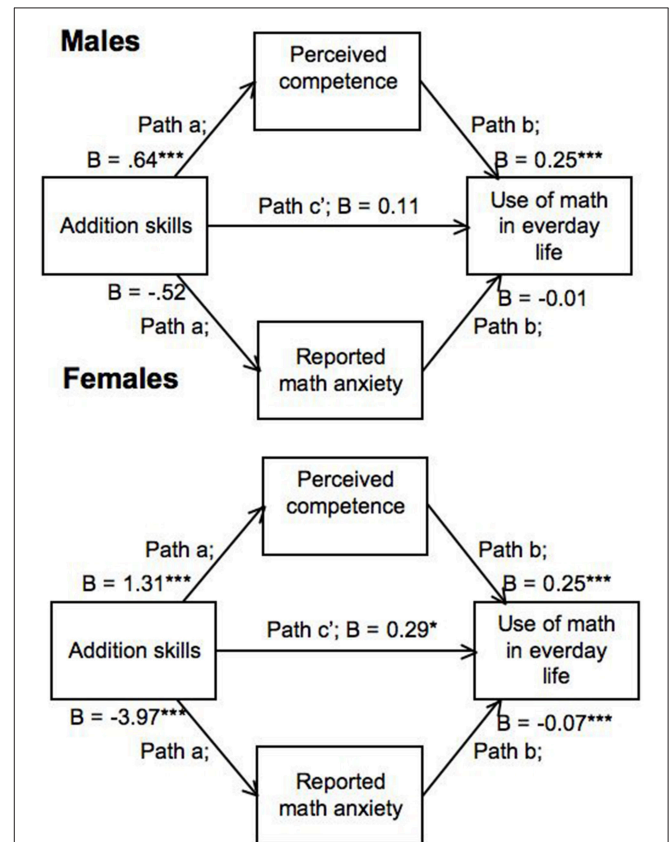 Males
Perceived
competence
Path a;
B = .64***
Path b;
B = 0.25***
Addition skills
Path c'; B = 0.11
Use of math
in everday
life
B = -.52
Path a;
B = -0.01
Path b;
Reported
math anxiety
Females
Perceived
competence
Path a;
B = 1.31***
Path b;
B = 0.25***
Addition skills
Path c'; B = 0.29*
Use of math
in everday
life
B = -3.97***
Path a;
B = -0.07***
Path b;
Reported
math anxiety